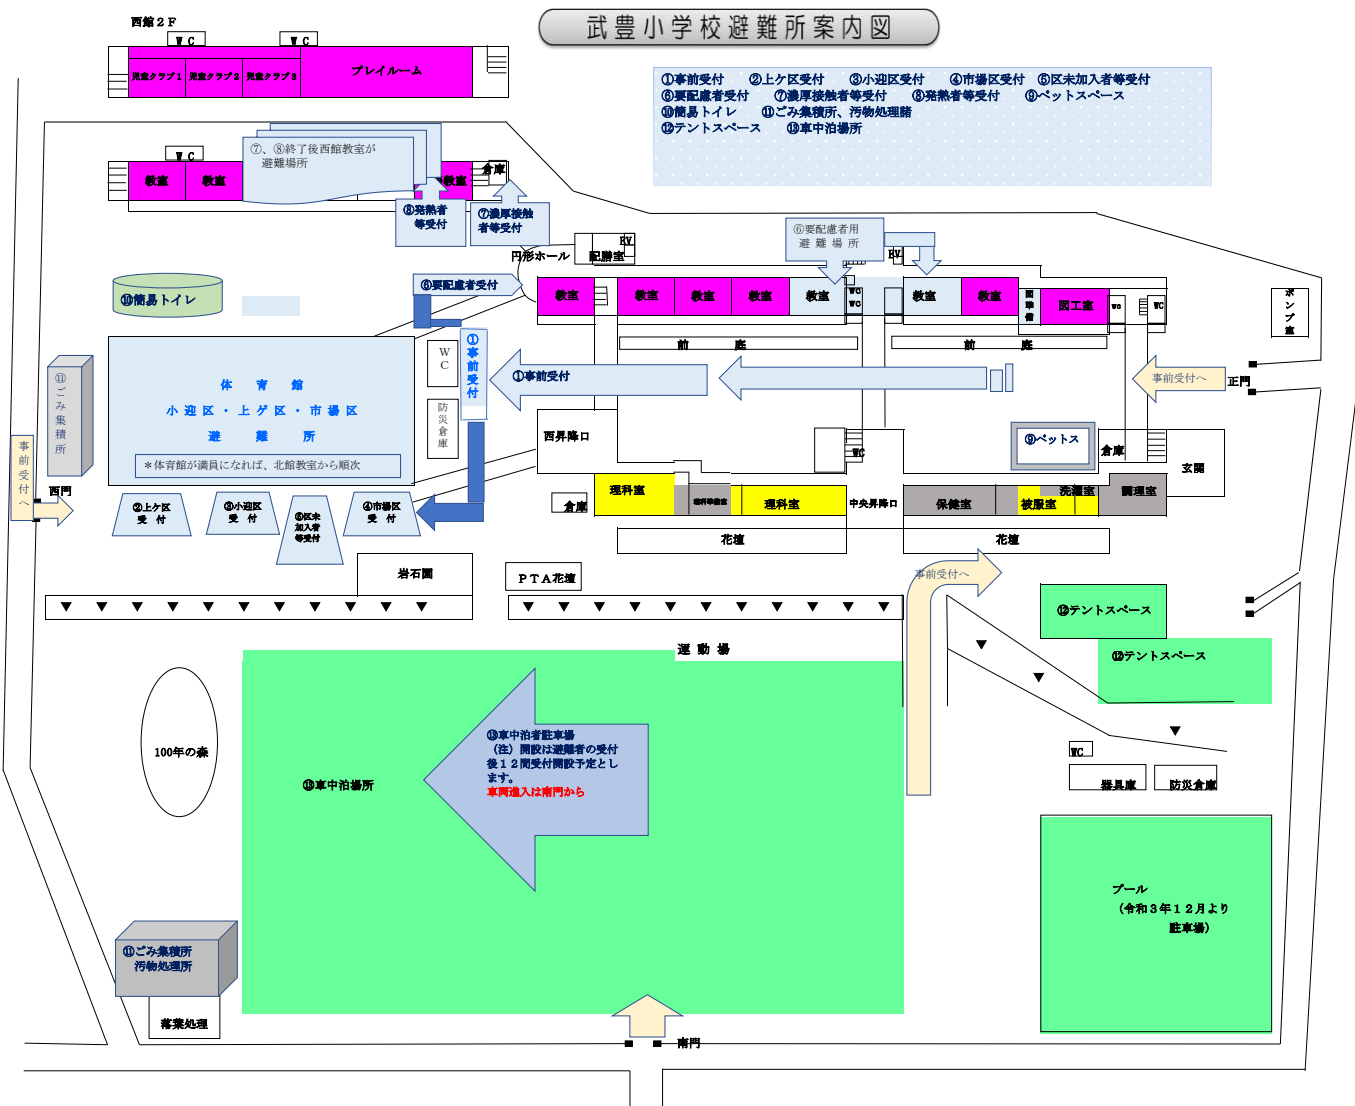 武豊小学校避難所案内図
西館２Ｆ
ＷＣ
ＷＣ
児童クラブ１
児童クラブ２
児童クラブ３
プレイルーム
①事前受付 ②上ケ区受付 ③小迎区受付 ④市場区受付 ⑤区未加入者等受付
⑥要配慮者受付 ⑦濃厚接触者等受付 ⑧発熱者等受付 ⑨ペットスペース
⑩簡易トイレ ⑪ごみ集積所、汚物処理諸
⑫テントスペース ⑬車中泊場所
ＷＣ
⑦、⑧終了後西館教室が
避難場所
教室
教室
教室
倉庫
⑧発熱者
等受付
⑦濃厚接触
者等受付
⑥要配慮者用
避難場所
円形ホール
配膳室
EV
EV
⑥要配慮者受付
⑩簡易トイレ
教室
教室
教室
教室
教室
WC
WC
教室
教室
図準備
図工室
WC
WC
ポンプ室
前庭
前庭
①事前受付
ＷＣ
防災倉庫
①事前受付
事前受付へ
正門
⑪ごみ集積所
体育館
小迎区・上ゲ区・市場区
避難所
＊体育館が満員になれば、北館教室から順次
事前受付へ
西門
西昇降口
WC
⑨ペットス
倉庫
玄関
②上ケ区
受付
③小迎区
受付
⑤区未
加入者
等受付
④市場区
受付
倉庫
理科室
理科準備室
理科室
中央昇降口
保健室
被服室
洗濯室
調理室
花壇
花壇
岩石園
ＰＴＡ花壇
事前受付へ
⑫テントスペース
⑫テントスペース
運動場
100年の森
⑬車中泊者駐車場
（注）開設は避難者の受付
後１２間受付開設予定とし
ます。
車両進入は南門から
⑬車中泊場所
WC
器具庫
防災倉庫
プール
（令和３年１２月より
駐車場）
⑪ごみ集積所
汚物処理所
落葉処理
南門